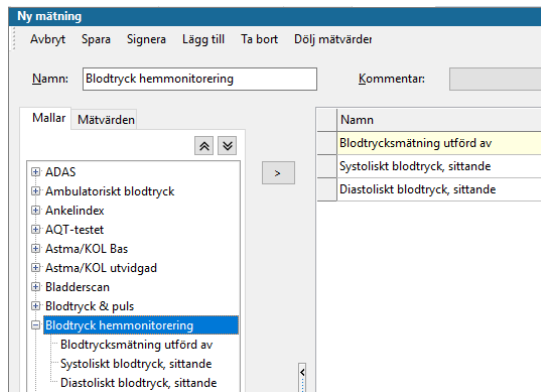 Ny mätning
Avbryt Spara Signera Lägg till Ta bort Dölj mätvärder
Namn: Blodtryck hemmonitorering Kommentar:
Mallar Mätvärden
Namn
Blodtrycksmätning utförd av
Systoliskt blodtryck, sittande
Diastoliskt blodtryck, sittande
>
ADAS
Ambulatoriskt blodtryck
Ankelindex
AQT-testet
Astma/KOL Bas
Astma/KOL utvidgad
Bladderscan
Blodtryck & puls
Blodtryck hemmonitorering
Blodtrycksmätning utförd av
Systoliskt blodtryck, sittande
Diastoliskt blodtryck, sittande